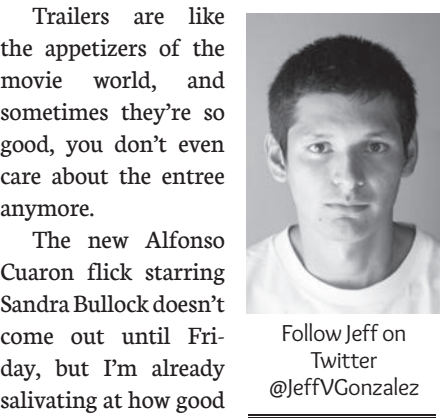 Trailers are like
the appetizers of the
movie world, and
sometimes they’re so
good, you don’t even
care about the entree
anymore.
The new Alfonso
Cuaron flick starring
Sandra Bullock doesn’t
come out until Fri-
day, but I’m already
salivating at how good
Follow Jeff on
Twitter
@JeffVGonzalez